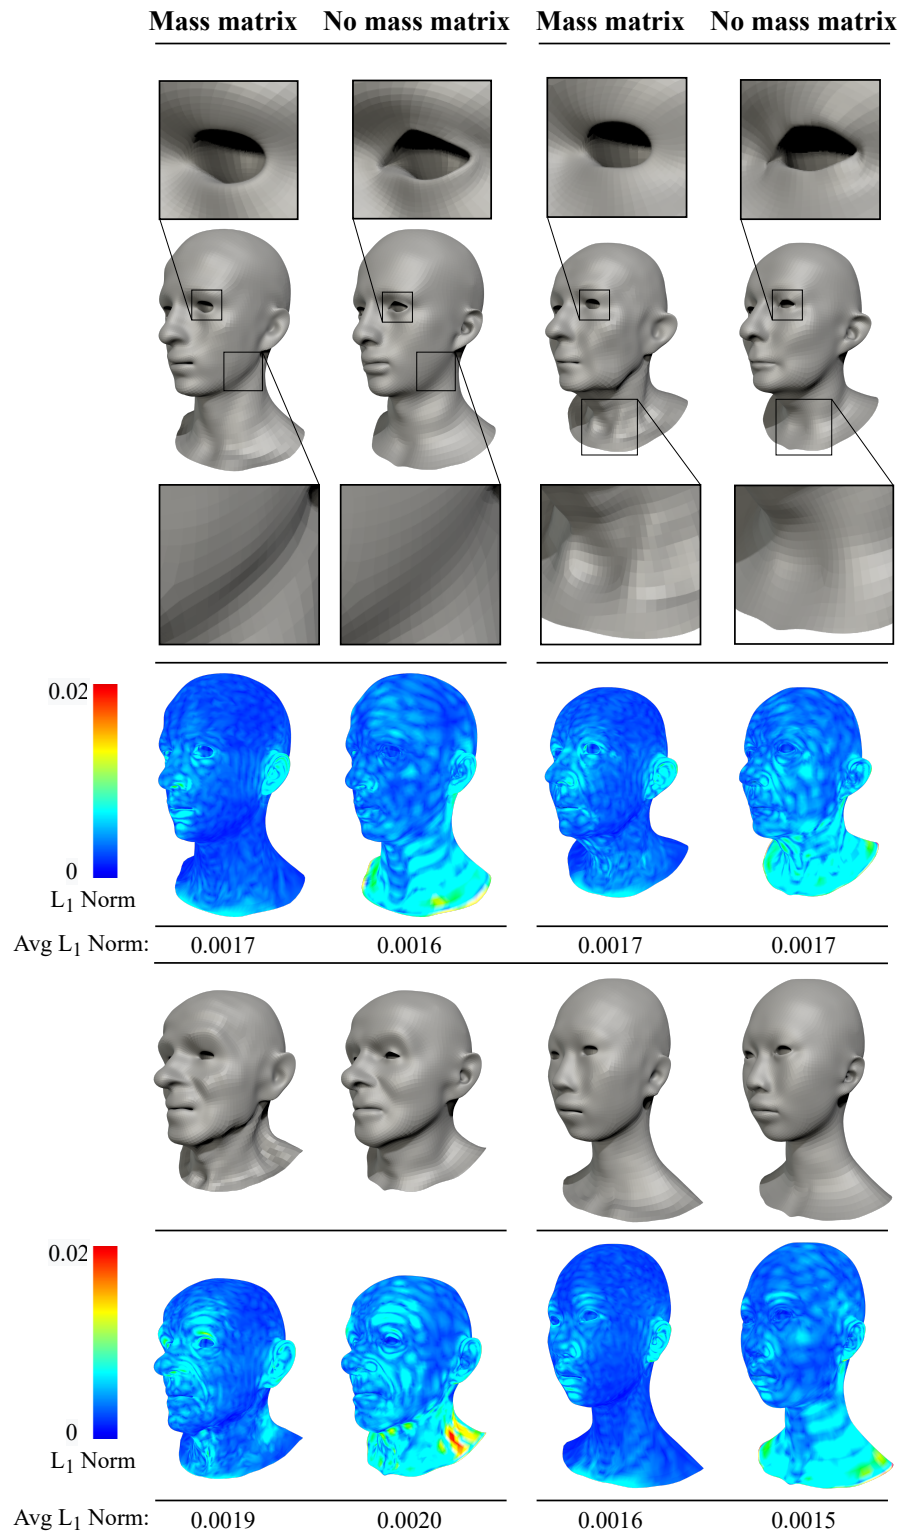 Mass matrix No mass matrix Mass matrix No mass matrix
0.02
0
L1 Norm
Avg L1 Norm: 0.0017 0.0016 0.0017 0.0017
0.02
0
L1 Norm
Avg L1 Norm: 0.0019 0.0020 0.0016 0.0015